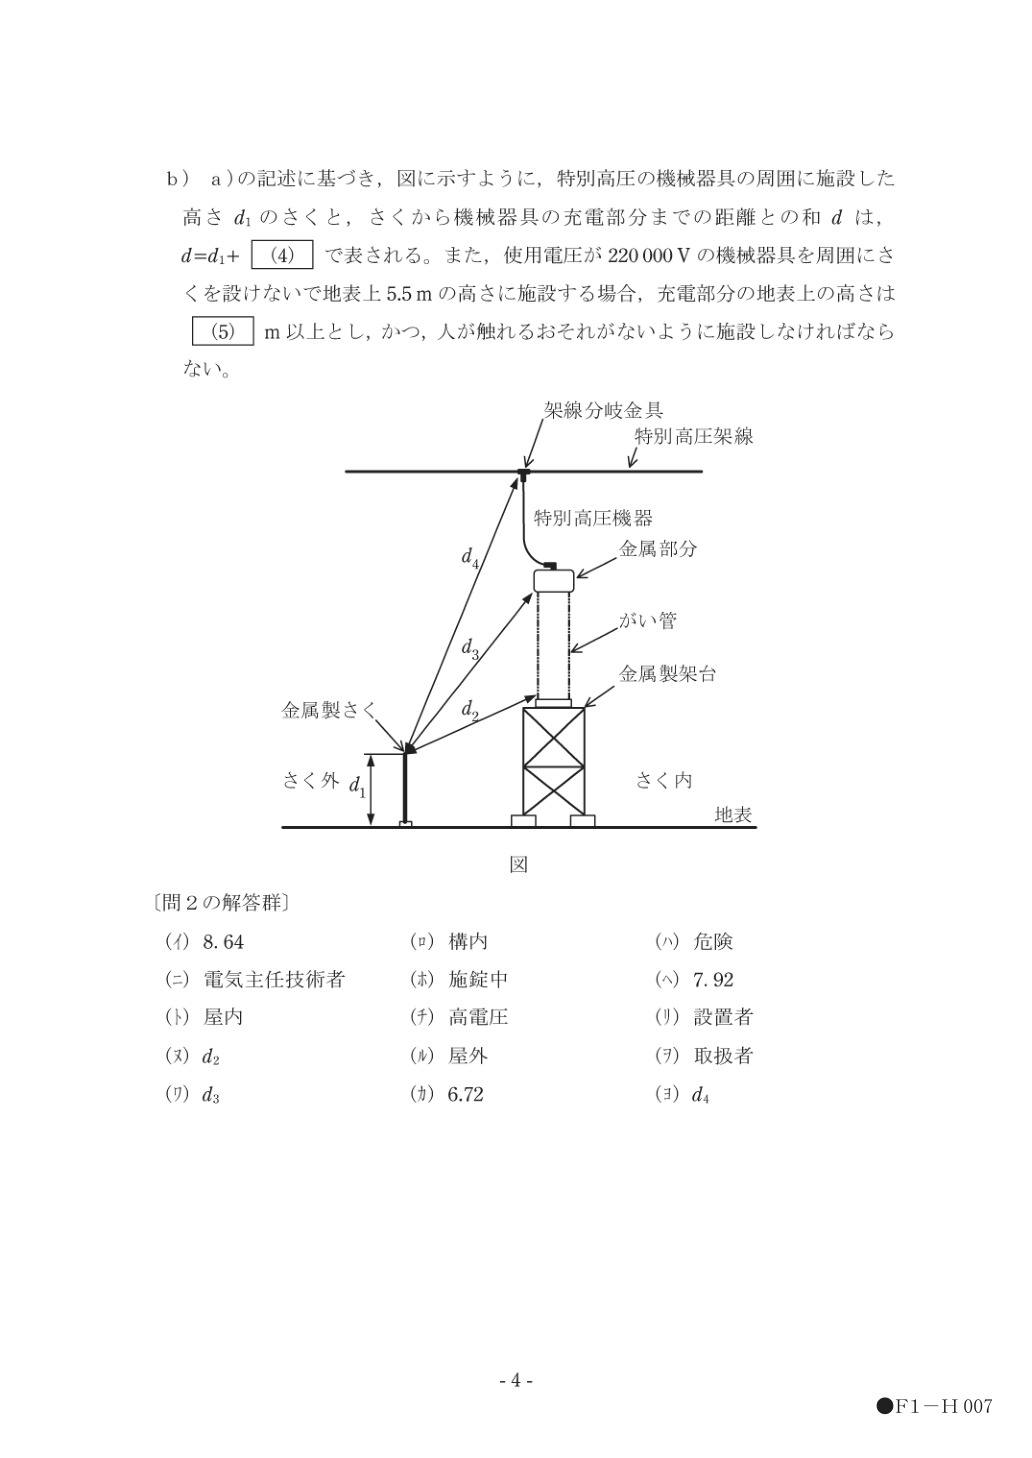 b） a)の記述に基づき，図に示すように，特別高圧の機械器具の周囲に施設した
高さ d₁ のさくと，さくから機械器具の充電部分までの距離との和 d は，
d=d₁+ (4) で表される。また，使用電圧が 220 000 V の機械器具を周囲にさ
くを設けないで地表上 5.5 m の高さに施設する場合，充電部分の地表上の高さは
(5) m 以上とし，かつ，人が触れるおそれがないように施設しなければなら
ない。
架線分岐金具
特別高圧架線
特別高圧機器
金属部分
d₄
がい管
d₃
金属製架台
金属製さく
d₂
さく外 d₁ さく内
地表
図
〔問２の解答群〕
(ｲ) 8.64 (ﾛ) 構内 (ﾊ) 危険
(ﾆ) 電気主任技術者 (ﾎ) 施錠中 (ﾍ) 7.92
(ﾄ) 屋内 (ﾁ) 高電圧 (ﾘ) 設置者
(ﾇ) d₂ (ﾙ) 屋外 (ｦ) 取扱者
(ﾜ) d₃ (ｶ) 6.72 (ﾖ) d₄
- 4 -
●F1－H 007